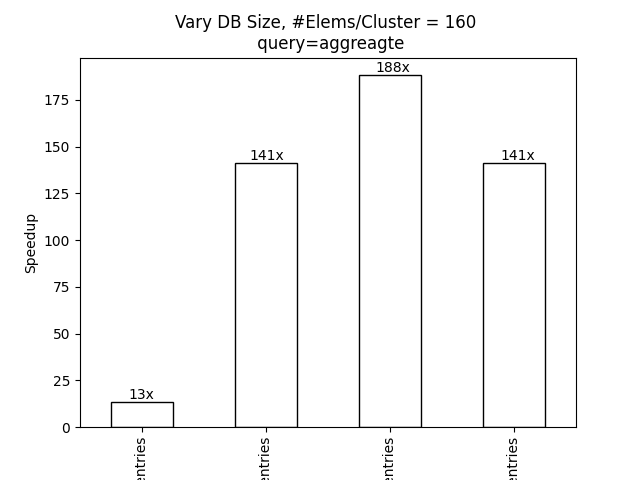 Vary DB Size, #Elems/Cluster = 160
query=aggreagte
188x
175
150
141x
141x
125
100
Speedup
75
50
25
13x
0
entries
entries
entries
entries